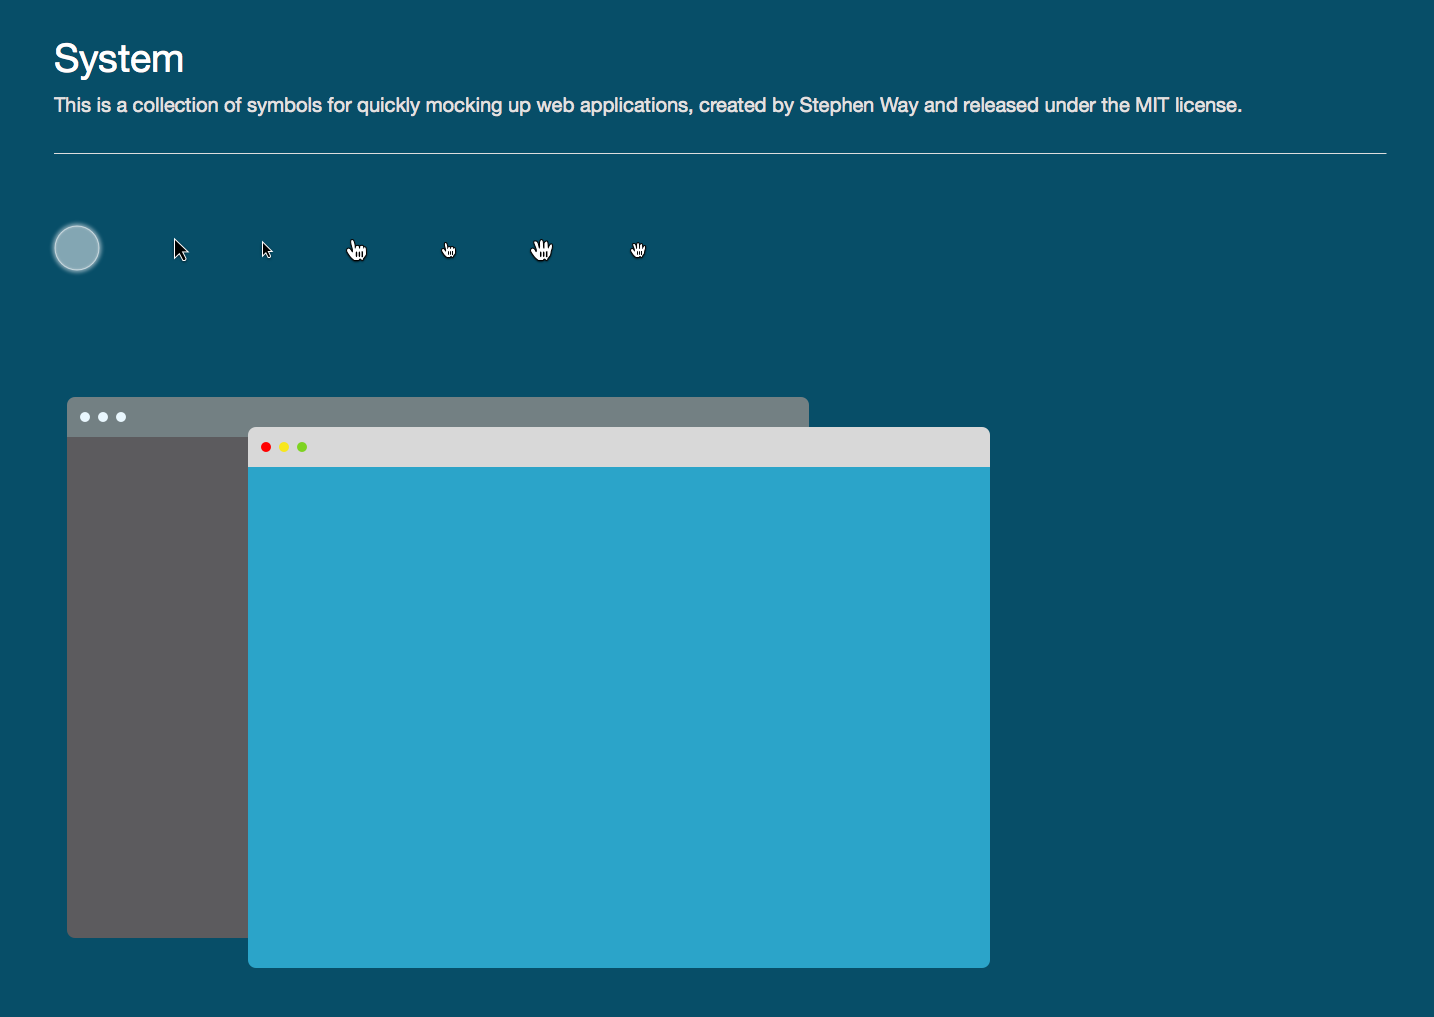 System
This is a collection of symbols for quickly mocking up web applications, created by Stephen Way and released under the MIT license.